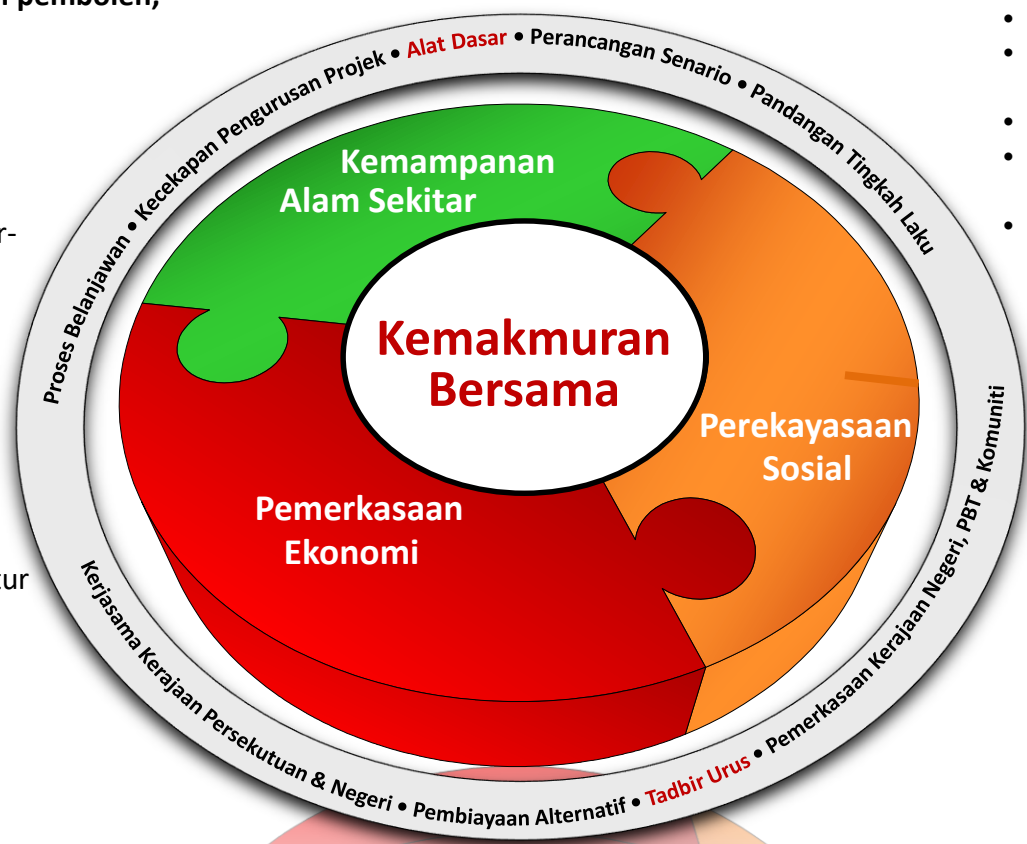 Proses Belanjawan • Kecekapan Pengurusan Projek • Alat Dasar • Perancangan Senario • Pandangan Tingkah Laku
r-
Kemampanan
Alam Sekitar
Kemakmuran
Bersama
Perekayasaan
Sosial
Pemerkasaan
Ekonomi
tur
Kerjasama Kerajaan Persekutuan & Negeri • Pembiayaan Alternatif • Tadbir Urus • Pemerkasaan Kerajaan Negeri, PBT & Komuniti